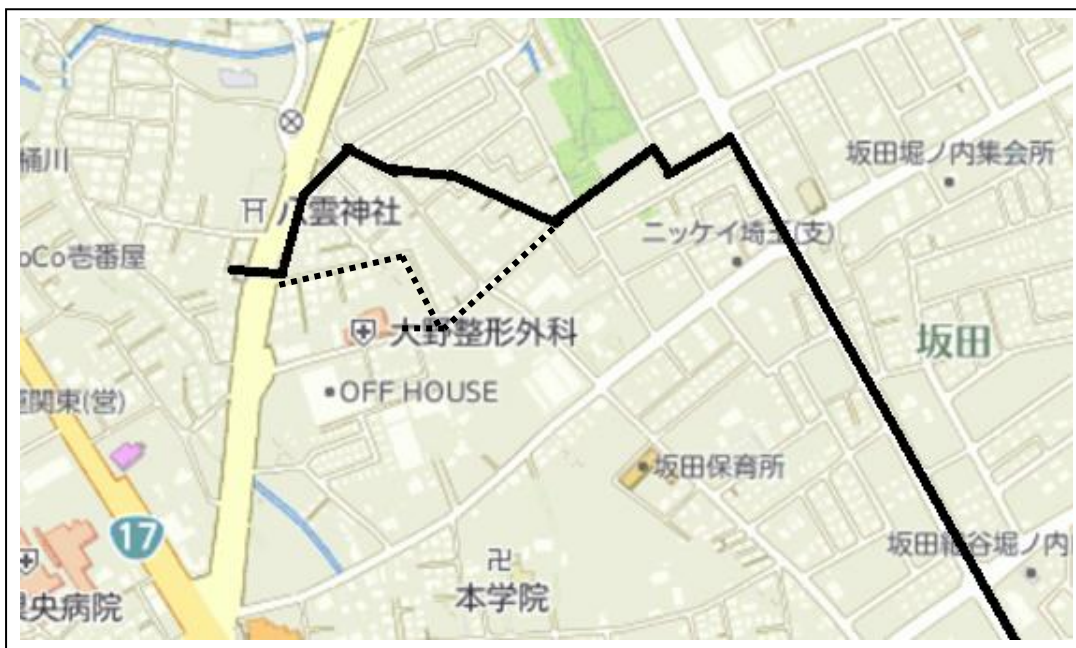 桶川
坂田堀ノ内集会所
八雲神社
ニッケイ埼玉(支)
oCo壱番屋
大野整形外科
坂田
OFF HOUSE
関東(営)
坂田保育所
17
坂田細谷堀ノ内
本学院
央病院